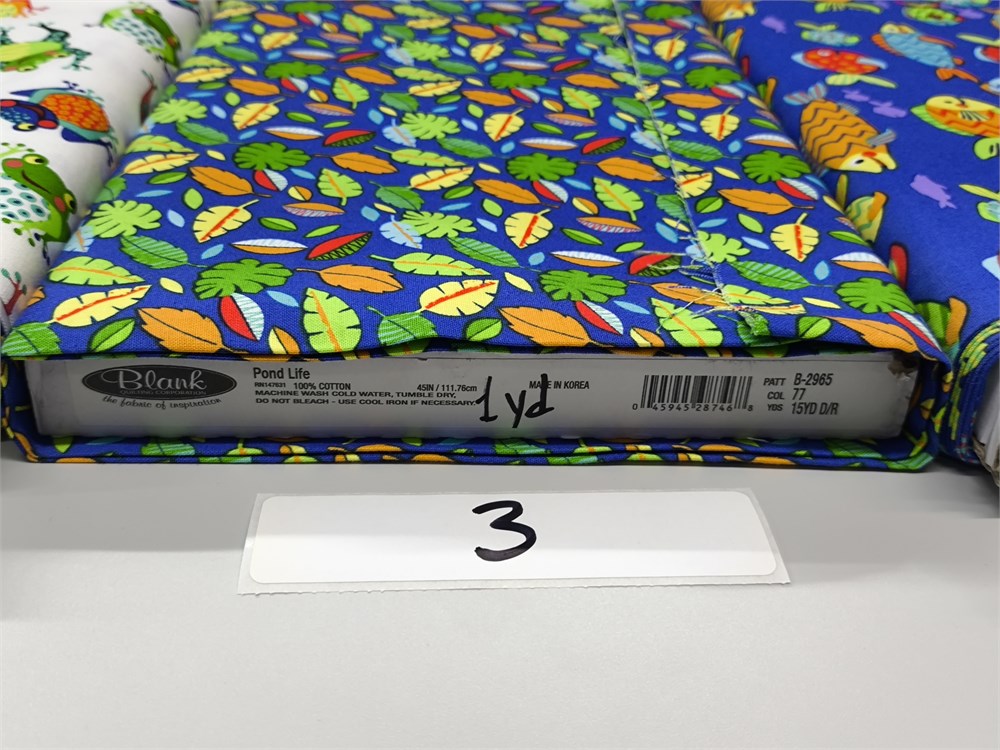 Blank
QUILTING CORPORATION
the fabric of inspiration
Pond Life
RN147631 100% COTTON 45IN / 111.76cm MADE IN KOREA
MACHINE WASH COLD WATER, TUMBLE DRY,
DO NOT BLEACH - USE COOL IRON IF NECESSARY.
1 yd
0 45945 28746 8
PATT B-2965
COL 77
YDS 15YD D/R
3